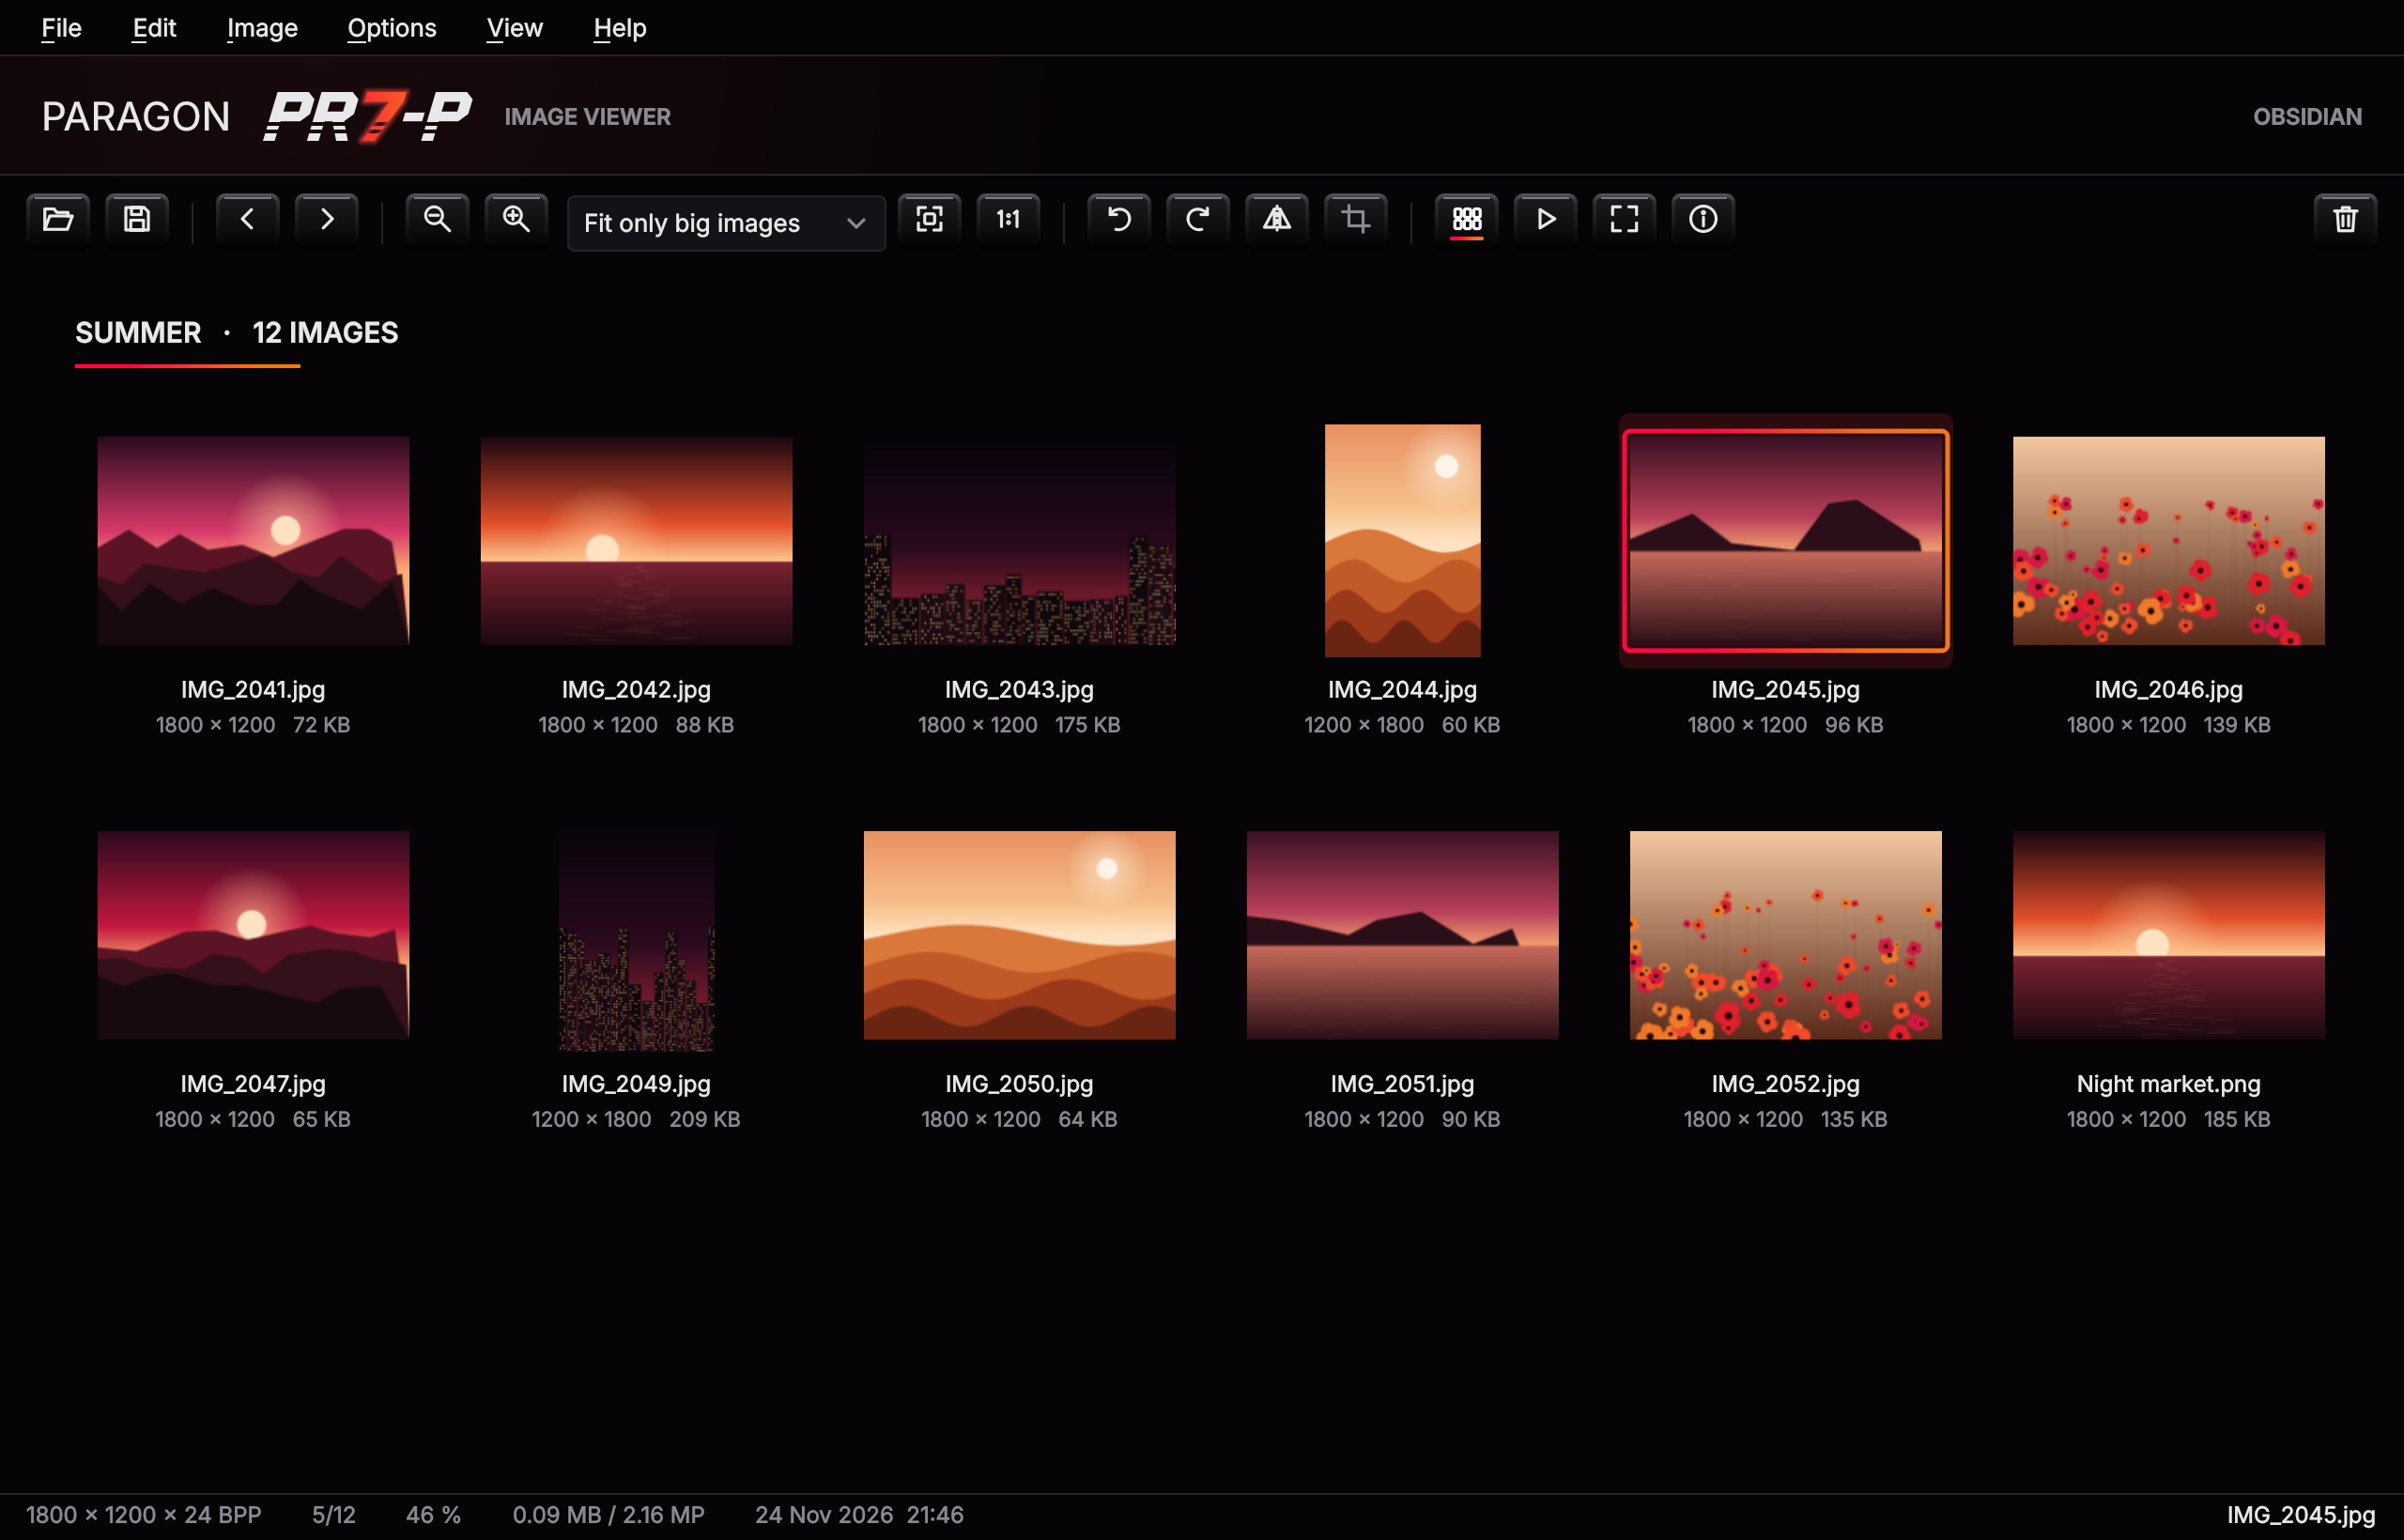 File Edit Image Options View Help
PARAGON PR7-P IMAGE VIEWER OBSIDIAN
Fit only big images 1:1
SUMMER · 12 IMAGES
IMG_2041.jpg IMG_2042.jpg IMG_2043.jpg IMG_2044.jpg IMG_2045.jpg IMG_2046.jpg
1800 × 1200 72 KB 1800 × 1200 88 KB 1800 × 1200 175 KB 1200 × 1800 60 KB 1800 × 1200 96 KB 1800 × 1200 139 KB
IMG_2047.jpg IMG_2049.jpg IMG_2050.jpg IMG_2051.jpg IMG_2052.jpg Night market.png
1800 × 1200 65 KB 1200 × 1800 209 KB 1800 × 1200 64 KB 1800 × 1200 90 KB 1800 × 1200 135 KB 1800 × 1200 185 KB
1800 × 1200 × 24 BPP 5/12 46 % 0.09 MB / 2.16 MP 24 Nov 2026 21:46 IMG_2045.jpg